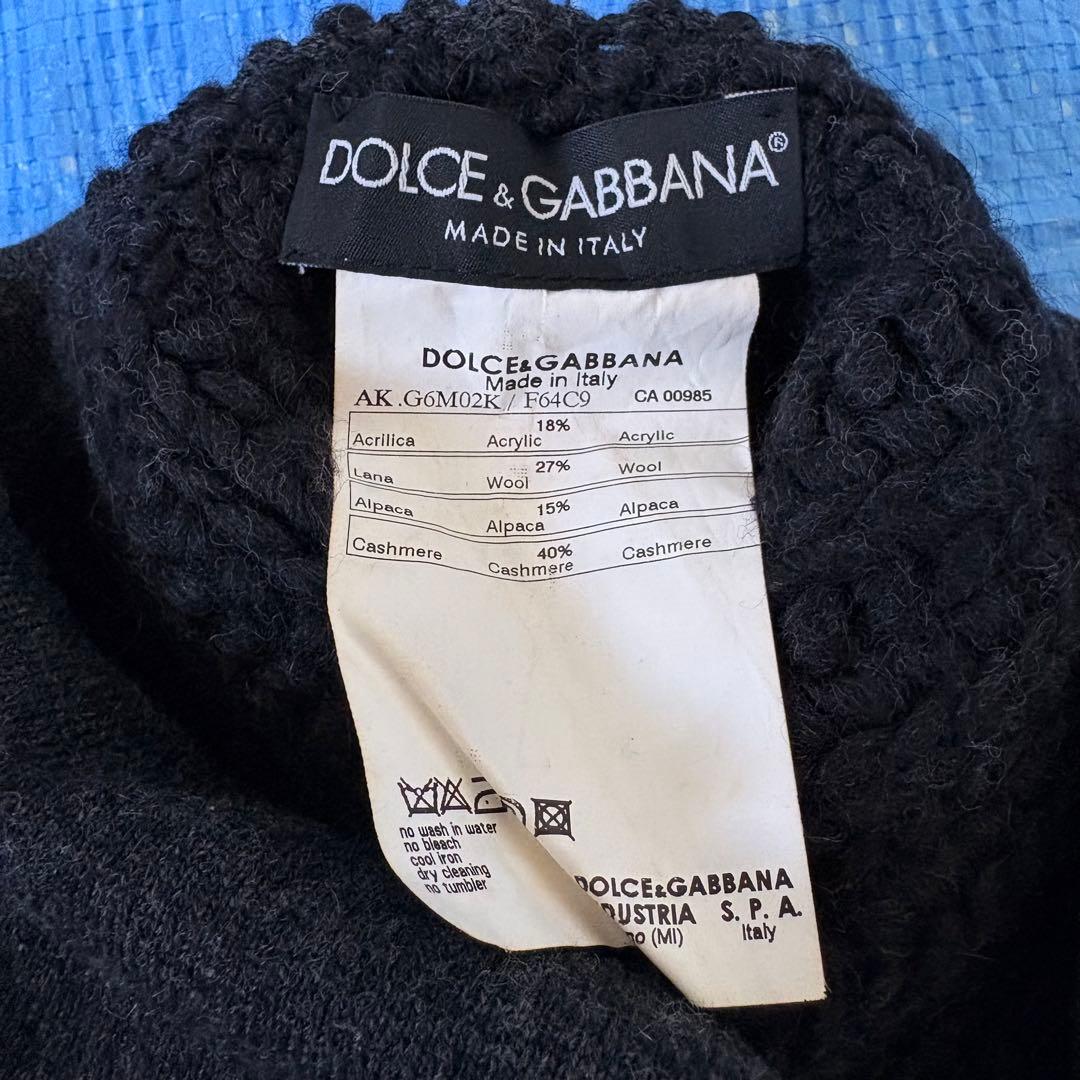 DOLCE & GABBANA®
MADE IN ITALY
DOLCE&GABBANA
Made in Italy
AK.G6M02K / F64C9 CA 00985
18%
Acrilica Acrylic Acrylic
27%
Lana Wool Wool
15%
Alpaca Alpaca Alpaca
40%
Cashmere Cashmere Cashmere
no wash in water
no bleach
cool iron
dry cleaning
no tumbler
DOLCE&GABBANA
S. P. A.
(MI) Italy